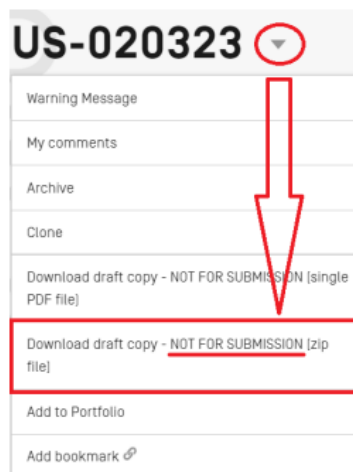 US-020323
Warning Message
My comments
Archive
Clone
Download draft copy - NOT FOR SUBMISSION (single
PDF file)
Download draft copy - NOT FOR SUBMISSION (zip
file)
Add to Portfolio
Add bookmark